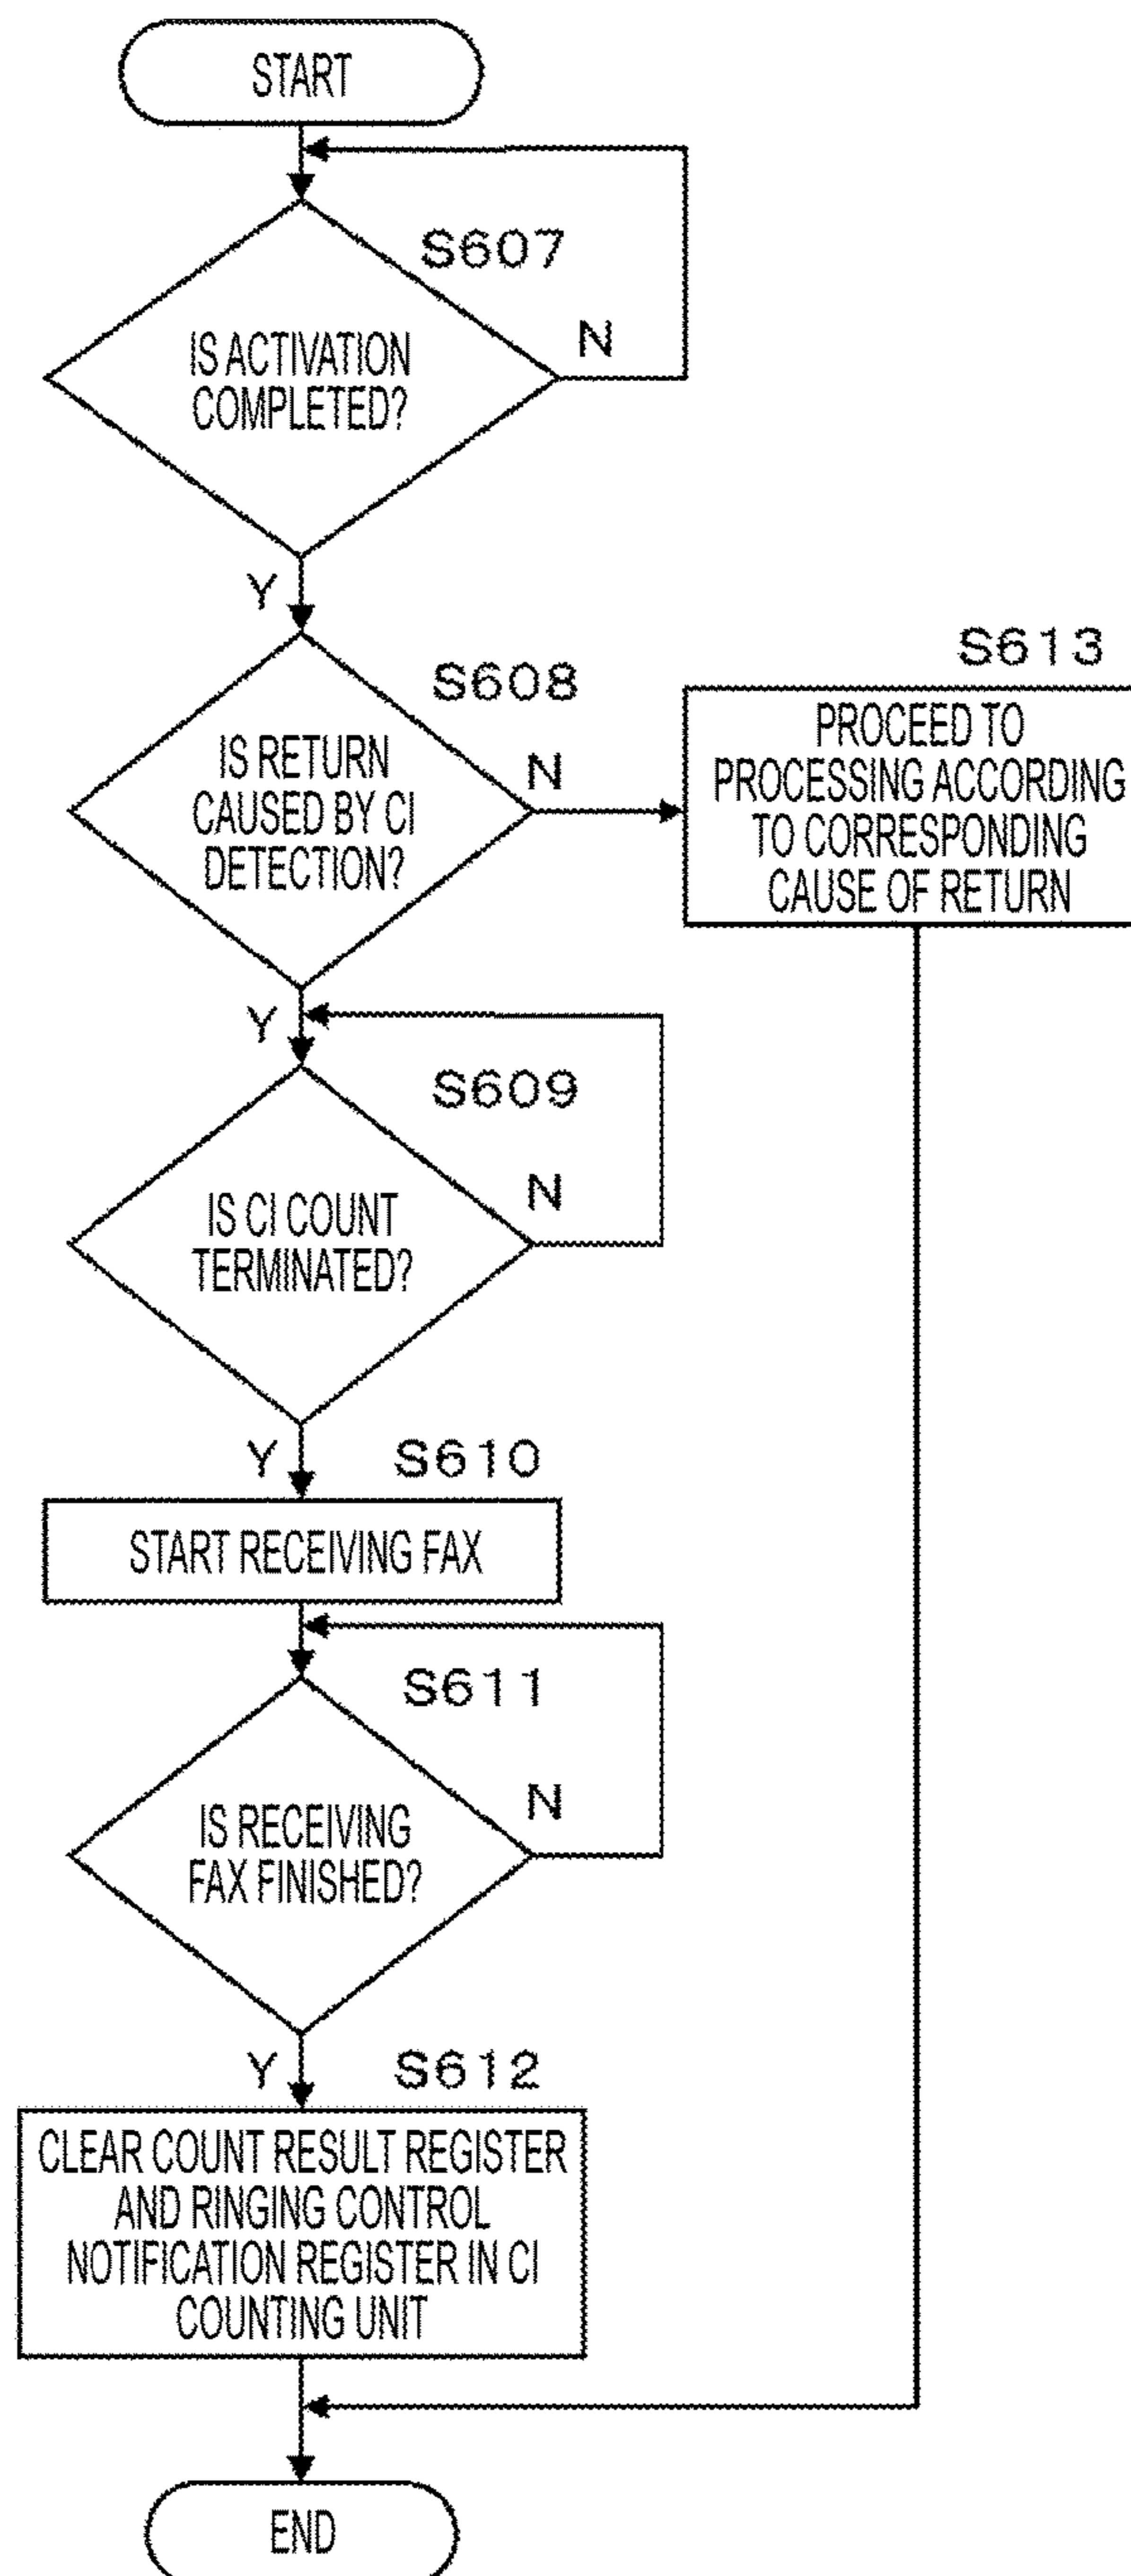 START
S607
IS ACTIVATION
COMPLETED?
N
Y
S608
IS RETURN
CAUSED BY CI
DETECTION?
N
S613
PROCEED TO
PROCESSING ACCORDING
TO CORRESPONDING
CAUSE OF RETURN
Y
S609
IS CI COUNT
TERMINATED?
N
Y
S610
START RECEIVING FAX
S611
IS RECEIVING
FAX FINISHED?
N
Y
S612
CLEAR COUNT RESULT REGISTER
AND RINGING CONTROL
NOTIFICATION REGISTER IN CI
COUNTING UNIT
END